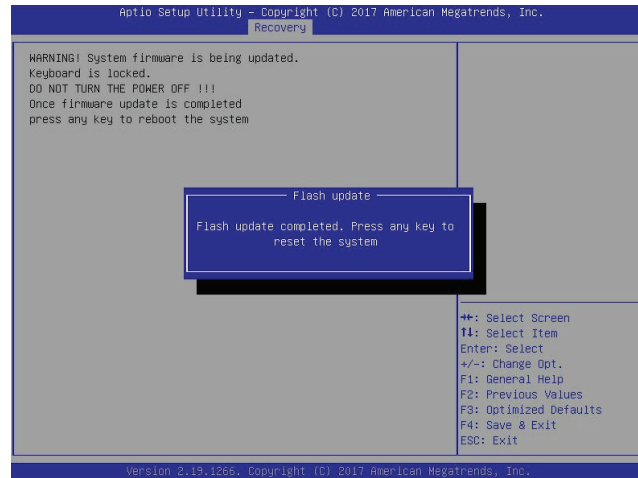 Aptio Setup Utility – Copyright (C) 2017 American Megatrends, Inc.
Recovery
WARNING! System firmware is being updated.
Keyboard is locked.
DO NOT TURN THE POWER OFF !!!
Once firmware update is completed
press any key to reboot the system
Flash update
Flash update completed. Press any key to
reset the system
→←: Select Screen
↑↓: Select Item
Enter: Select
+/-: Change Opt.
F1: General Help
F2: Previous Values
F3: Optimized Defaults
F4: Save & Exit
ESC: Exit
Version 2.19.1266. Copyright (C) 2017 American Megatrends, Inc.